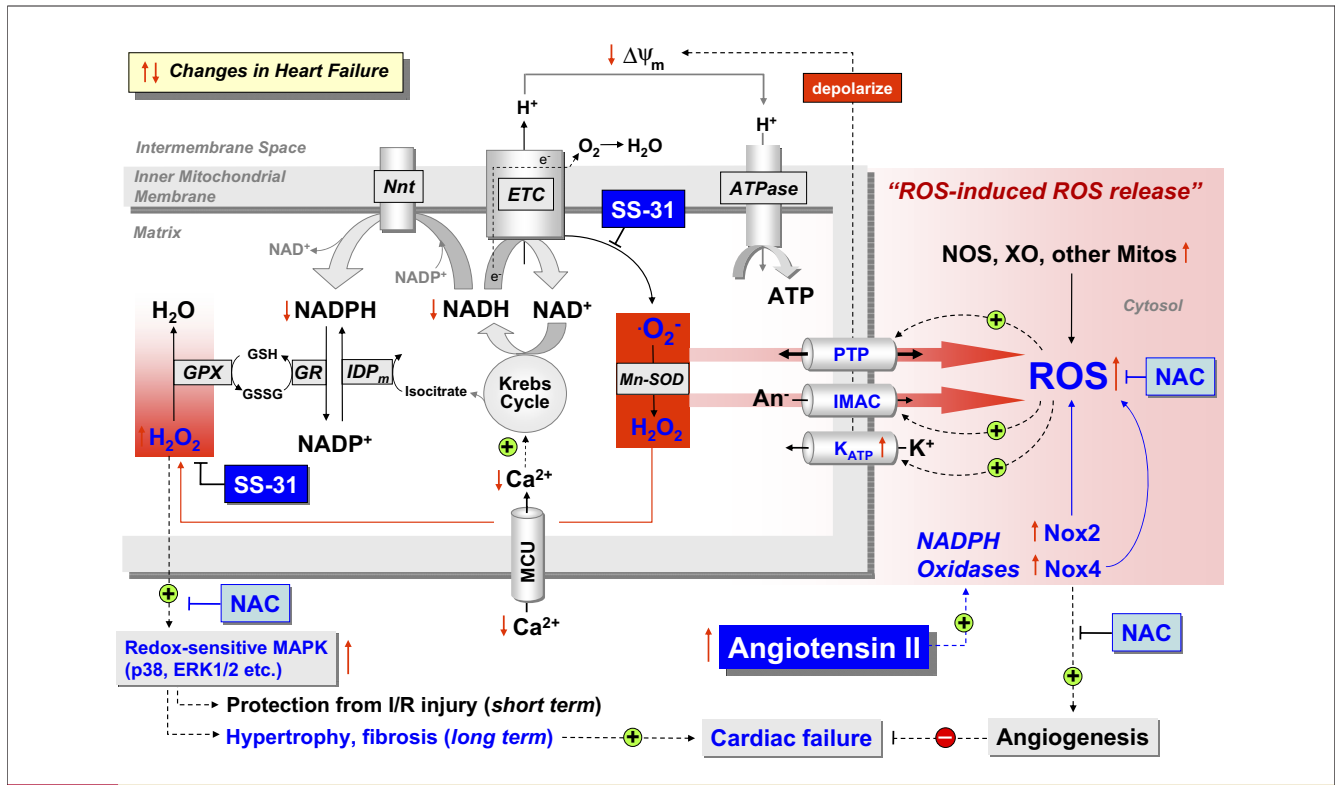 ↑↓ Changes in Heart Failure
↓ ΔΨm
depolarize
H⁺
H⁺
Intermembrane Space
e⁻
O₂ → H₂O
Inner Mitochondrial
Membrane
Nnt
ETC
ATPase
SS-31
"ROS-induced ROS release"
Matrix
NAD⁺
NADP⁺
e⁻
NOS, XO, other Mitos ↑
ATP
Cytosol
H₂O
↓ NADPH
↓ NADH
NAD⁺
·O₂⁻
PTP
+
GSH
GPX
GR
IDPm
GSSG
Isocitrate
Krebs
Cycle
Mn-SOD
An⁻
IMAC
ROS ↑
NAC
↑ H₂O₂
NADP⁺
H₂O₂
+
+
KATP ↑
K⁺
+
SS-31
↓ Ca²⁺
MCU
NADPH
Oxidases
↑ Nox2
↑ Nox4
+
NAC
↓ Ca²⁺
+
NAC
Redox-sensitive MAPK
(p38, ERK1/2 etc.)
↑
↑ Angiotensin II
+
Protection from I/R injury (short term)
Hypertrophy, fibrosis (long term)
+
Cardiac failure
−
Angiogenesis